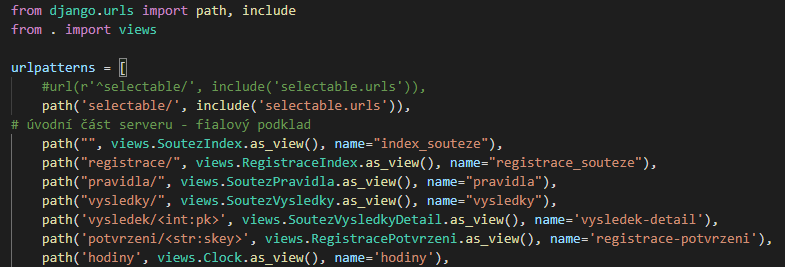 from django.urls import path, include
from . import views
urlpatterns = [
#url(r'^selectable/', include('selectable.urls')),
path('selectable/', include('selectable.urls')),
# úvodní část serveru - fialový podklad
path("", views.SoutezIndex.as_view(), name="index_souteze"),
path("registrace/", views.RegistraceIndex.as_view(), name="registrace_souteze"),
path("pravidla/", views.SoutezPravidla.as_view(), name="pravidla"),
path("vysledky/", views.SoutezVysledky.as_view(), name="vysledky"),
path('vysledek/<int:pk>', views.SoutezVysledkyDetail.as_view(), name='vysledek-detail'),
path('potvrzeni/<str:skey>', views.RegistracePotvrzeni.as_view(), name='registrace-potvrzeni'),
path('hodiny', views.Clock.as_view(), name='hodiny'),